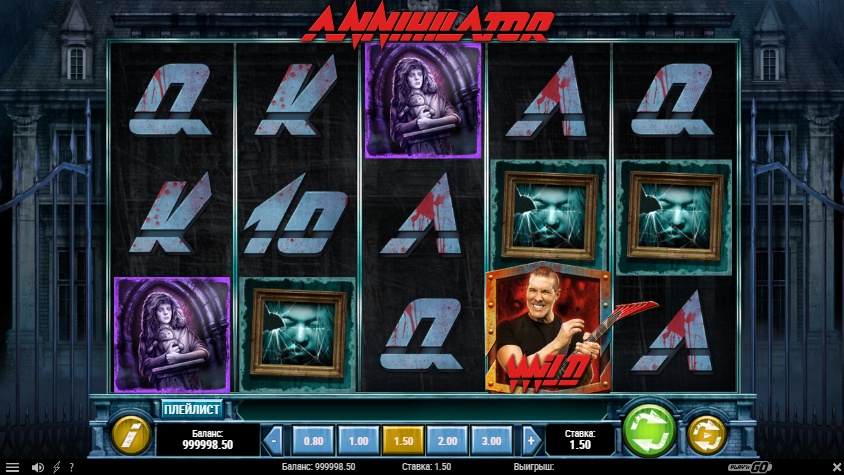 ANNIHILATOR
Q K A Q
K 10 A
Q WILD A
ПЛЕЙЛИСТ
Баланс:
999998.50
- 0.80 1.00 1.50 2.00 3.00 +
Ставка:
1.50
? Баланс: 999998.50 Ставка: 1.50 Выигрыш: PLAY'N GO